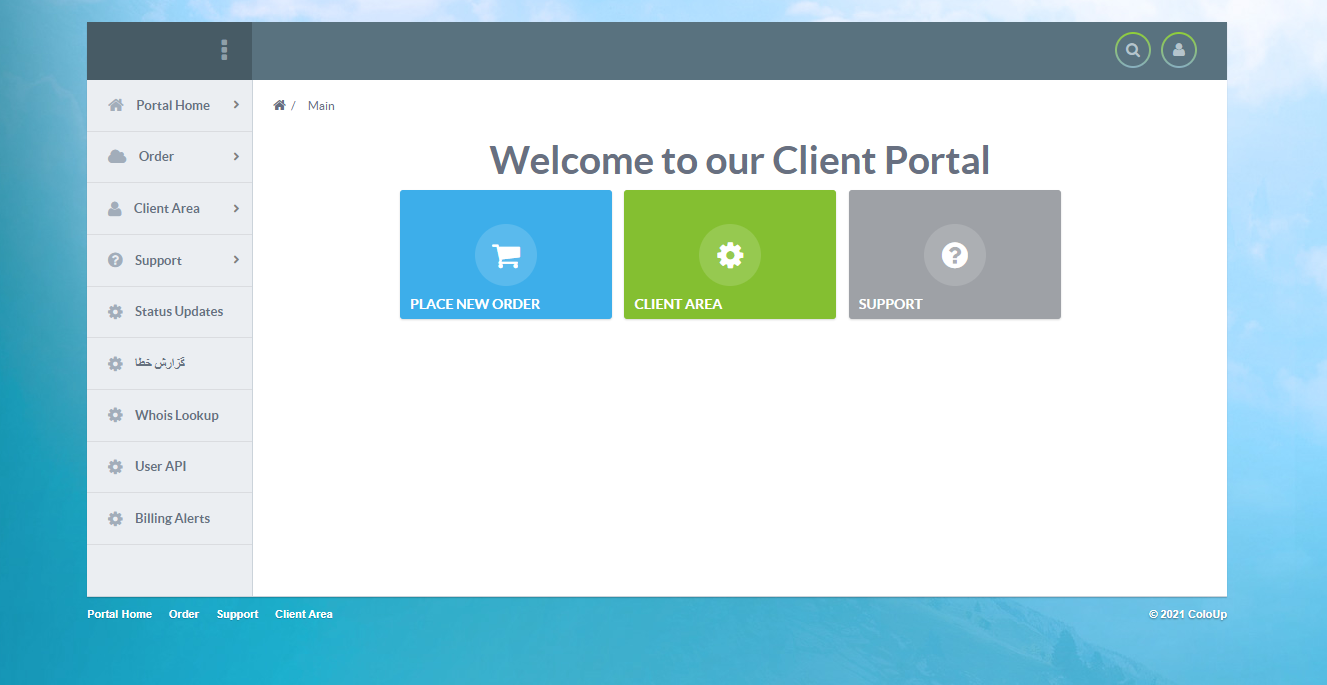 Portal Home
Order
Client Area
Support
Status Updates
گزارش خطا
Whois Lookup
User API
Billing Alerts
/ Main
Welcome to our Client Portal
PLACE NEW ORDER
CLIENT AREA
SUPPORT
Portal Home Order Support Client Area
© 2021 ColoUp